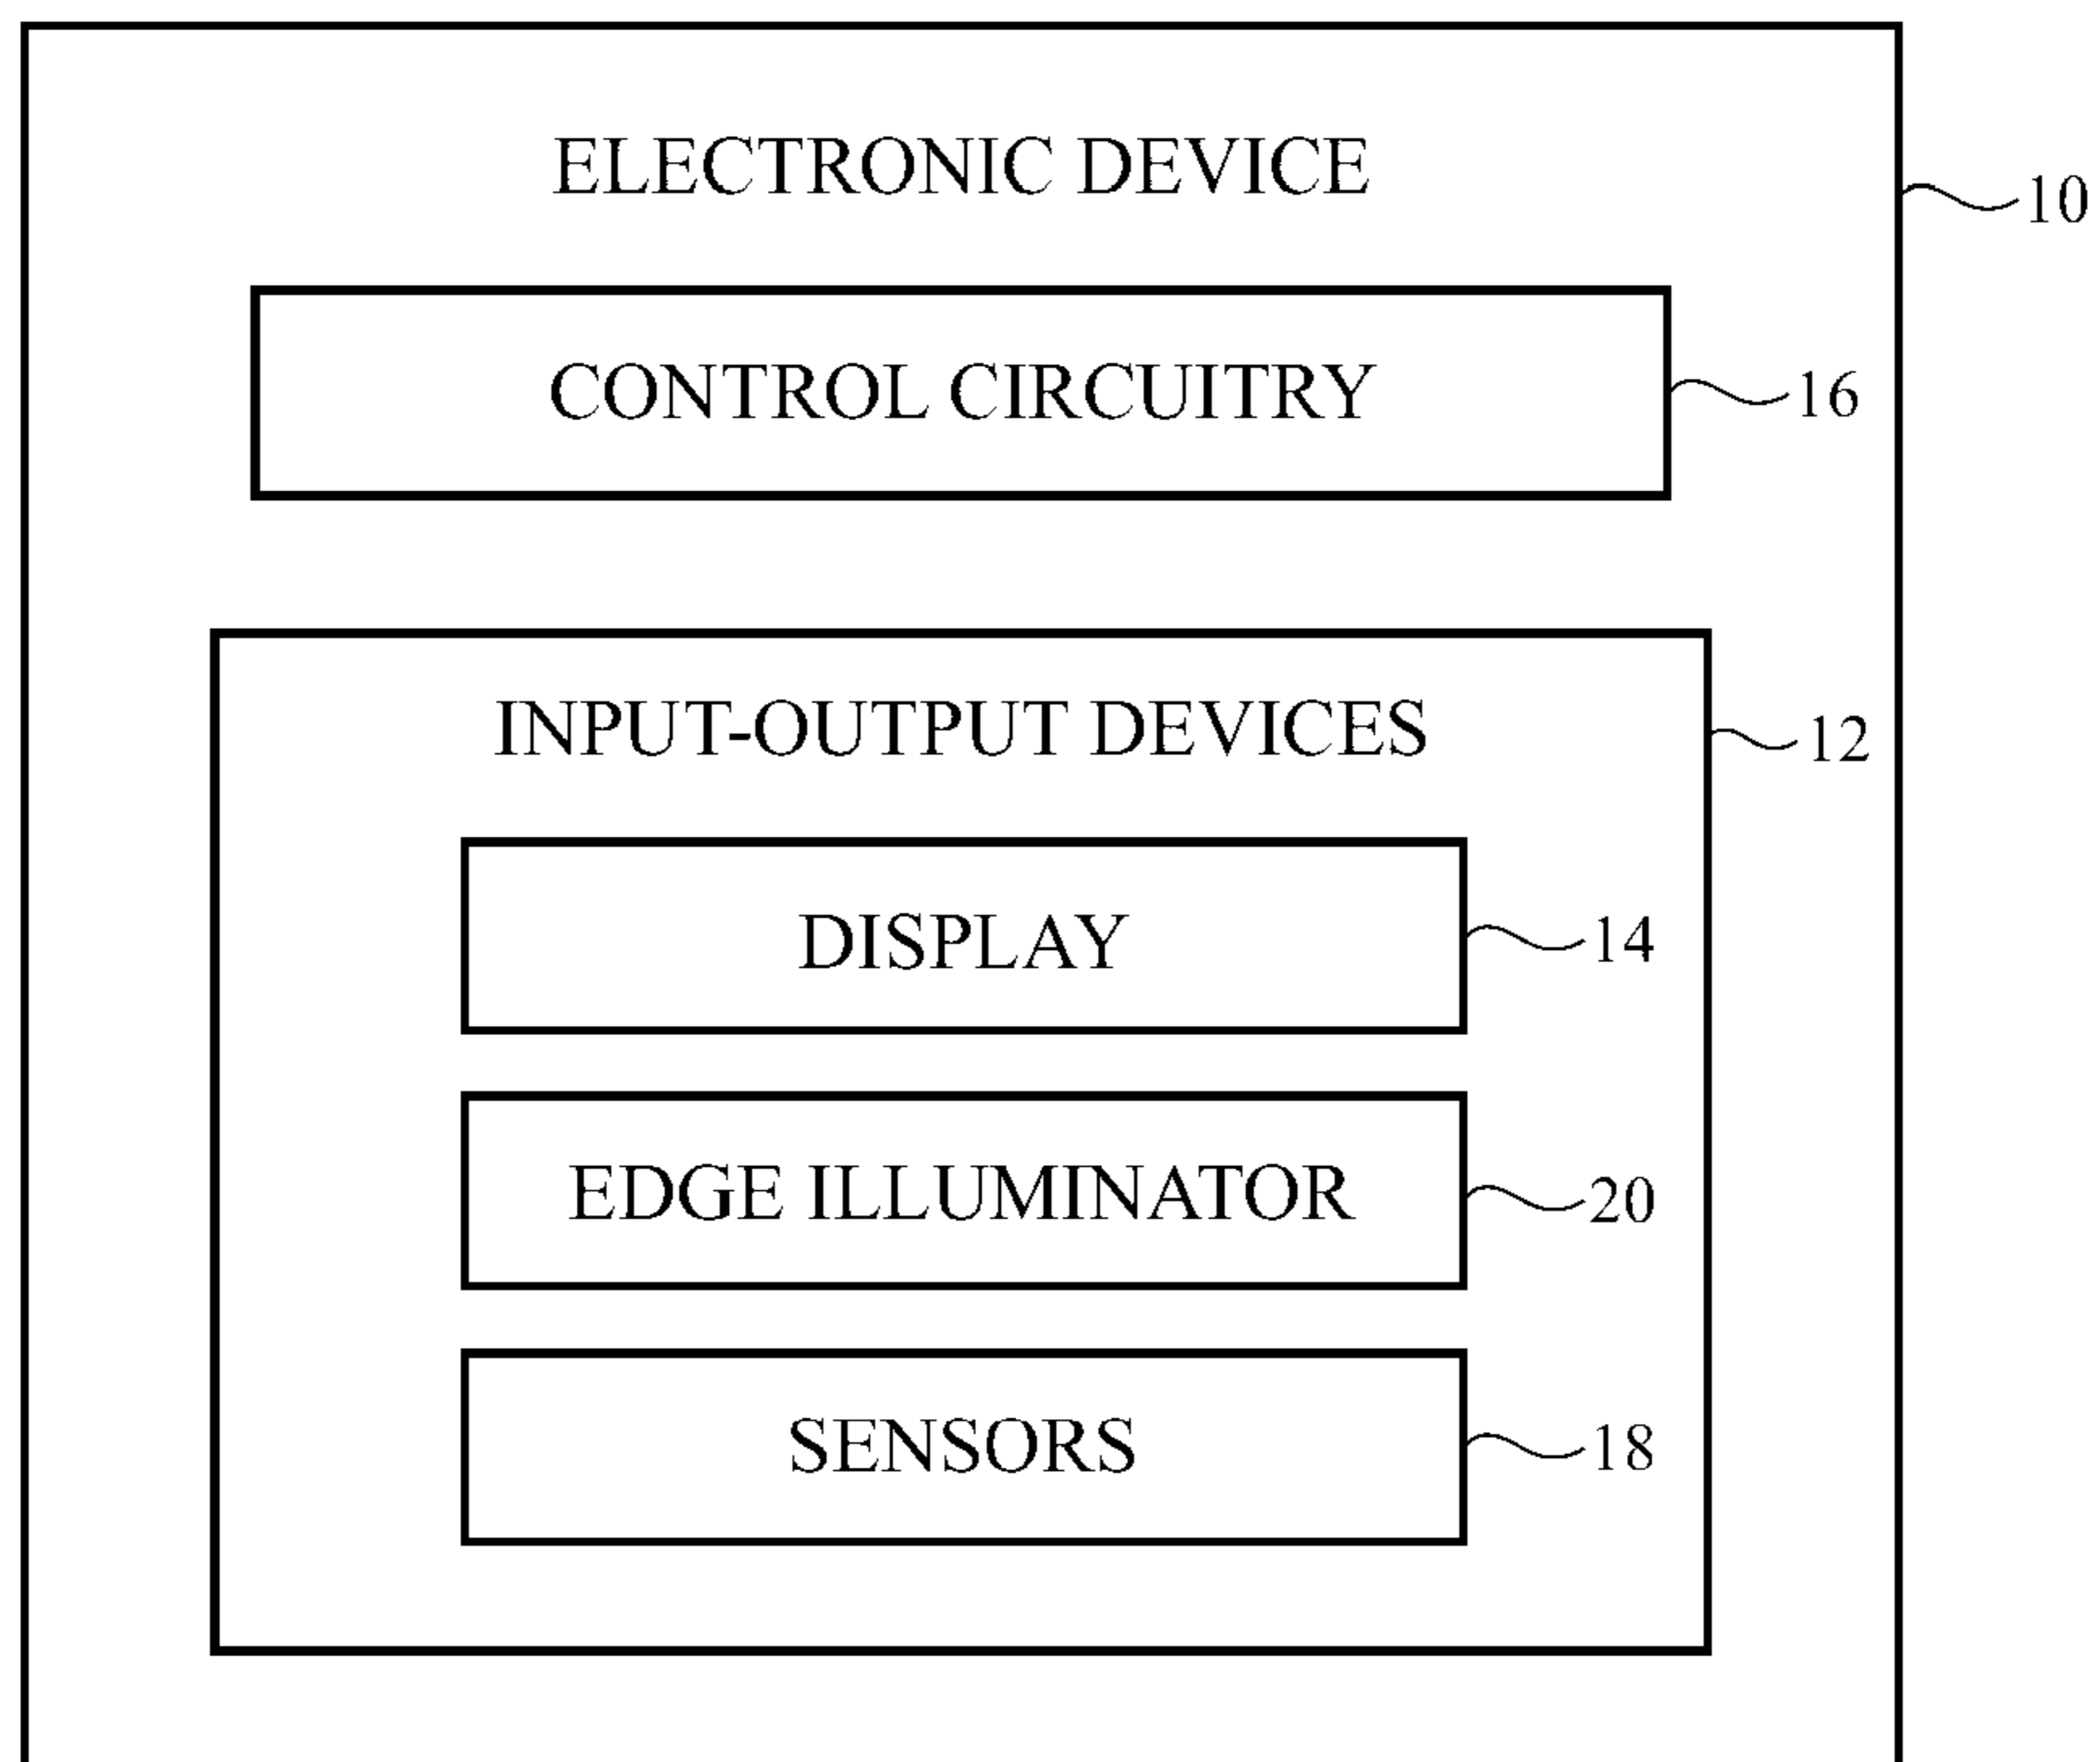 ELECTRONIC DEVICE
10
CONTROL CIRCUITRY
16
INPUT-OUTPUT DEVICES
12
DISPLAY
14
EDGE ILLUMINATOR
20
SENSORS
18